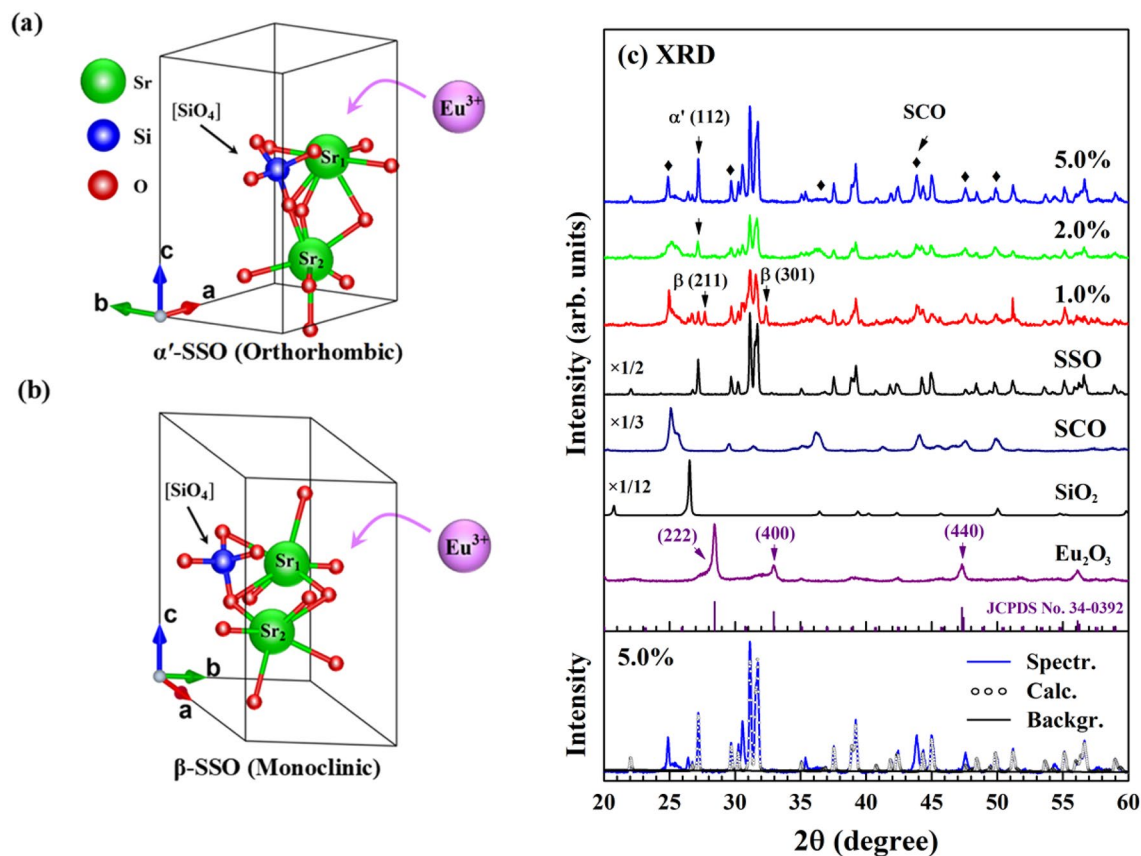 (a)
Sr
Si
O
[SiO₄]
Sr₁
Sr₂
Eu³⁺
c
b
a
α′-SSO (Orthorhombic)
(b)
[SiO₄]
Sr₁
Sr₂
Eu³⁺
c
b
a
β-SSO (Monoclinic)
(c) XRD
α' (112)
SCO
5.0%
2.0%
β (211)
β (301)
1.0%
×1/2
SSO
×1/3
SCO
×1/12
SiO₂
(222)
(400)
(440)
Eu₂O₃
JCPDS No. 34-0392
Intensity (arb. units)
5.0%
Spectr.
Calc.
Backgr.
Intensity
20 25 30 35 40 45 50 55 60
2θ (degree)